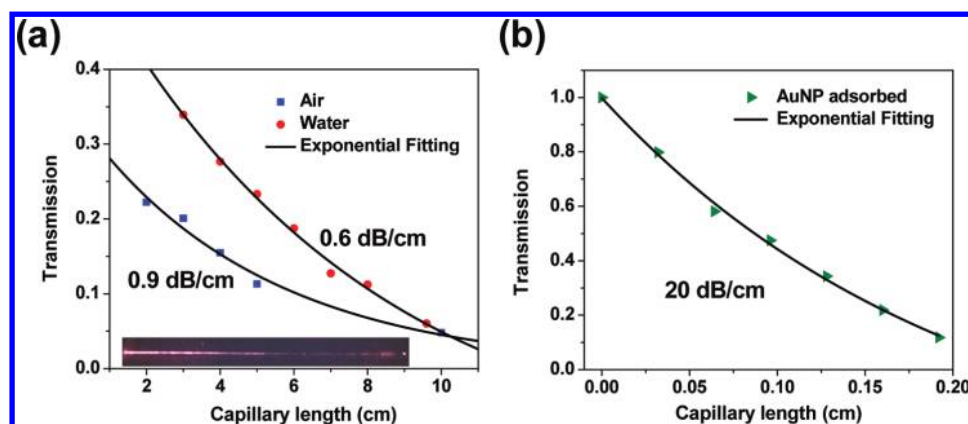 (a)
0.4
0.3
0.2
0.1
0.0
Transmission
Air
Water
Exponential Fitting
0.6 dB/cm
0.9 dB/cm
2 4 6 8 10
Capillary length (cm)
(b)
1.0
0.8
0.6
0.4
0.2
0.0
Transmission
AuNP adsorbed
Exponential Fitting
20 dB/cm
0.00 0.05 0.10 0.15 0.20
Capillary length (cm)